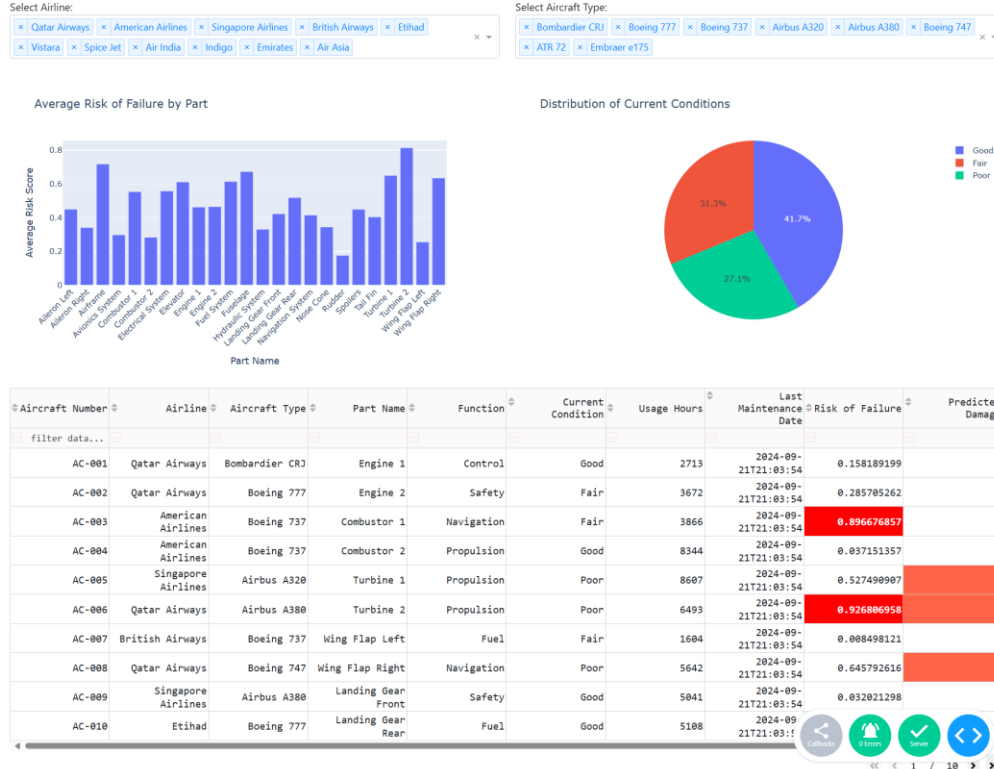 Select Airline:
× Qatar Airways × American Airlines × Singapore Airlines × British Airways × Etihad
× Vistara × Spice Jet × Air India × Indigo × Emirates × Air Asia
Select Aircraft Type:
× Bombardier CRJ × Boeing 777 × Boeing 737 × Airbus A320 × Airbus A380 × Boeing 747
× ATR 72 × Embraer e175
Average Risk of Failure by Part
0.8
0.6
0.4
0.2
0
Average Risk Score
Aileron Left
Aileron Right
Airframe
Avionics System
Combustor 1
Combustor 2
Electrical System
Elevator
Engine 1
Engine 2
Fuel System
Fuselage
Hydraulic System
Landing Gear Front
Landing Gear Rear
Navigation System
Nose Cone
Rudder
Spoilers
Tail Fin
Turbine 1
Turbine 2
Wing Flap Left
Wing Flap Right
Part Name
Distribution of Current Conditions
41.7%
31.3%
27.1%
Good
Fair
Poor
Aircraft Number Airline Aircraft Type Part Name Function Current Condition Usage Hours Last Maintenance Date Risk of Failure Predicte Damag
filter data...
AC-001 Qatar Airways Bombardier CRJ Engine 1 Control Good 2713 2024-09-21T21:03:54 0.158189199
AC-002 Qatar Airways Boeing 777 Engine 2 Safety Fair 3672 2024-09-21T21:03:54 0.285705262
AC-003 American Airlines Boeing 737 Combustor 1 Navigation Fair 3866 2024-09-21T21:03:54 0.896676857
AC-004 American Airlines Boeing 737 Combustor 2 Propulsion Good 8344 2024-09-21T21:03:54 0.037151357
AC-005 Singapore Airlines Airbus A320 Turbine 1 Propulsion Poor 8607 2024-09-21T21:03:54 0.527490907
AC-006 Qatar Airways Airbus A380 Turbine 2 Propulsion Poor 6493 2024-09-21T21:03:54 0.926806958
AC-007 British Airways Boeing 737 Wing Flap Left Fuel Fair 1604 2024-09-21T21:03:54 0.008498121
AC-008 Qatar Airways Boeing 747 Wing Flap Right Navigation Poor 5642 2024-09-21T21:03:54 0.645792616
AC-009 Singapore Airlines Airbus A380 Landing Gear Front Safety Good 5041 2024-09-21T21:03:54 0.032021298
AC-010 Etihad Boeing 777 Landing Gear Rear Fuel Good 5108 2024-09-21T21:03:
Callbacks
0 Errors
Server
1 / 10